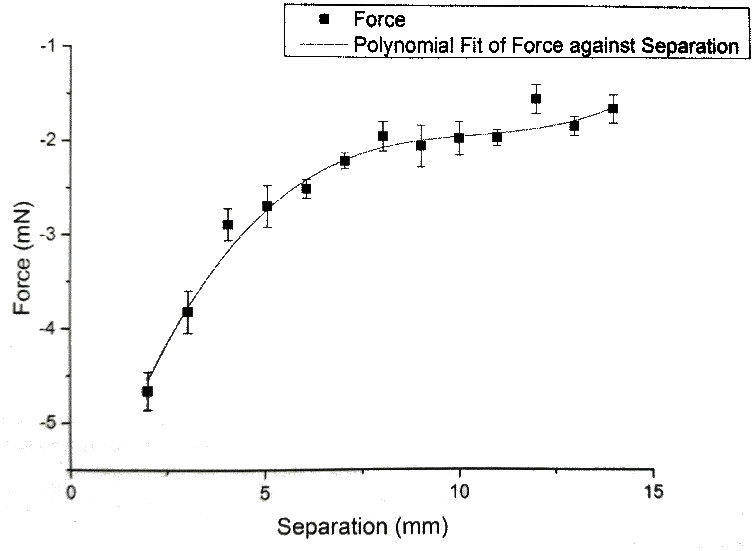 Force
Polynomial Fit of Force against Separation
-1
-2
-3
-4
-5
Force (mN)
0
5
10
15
Separation (mm)